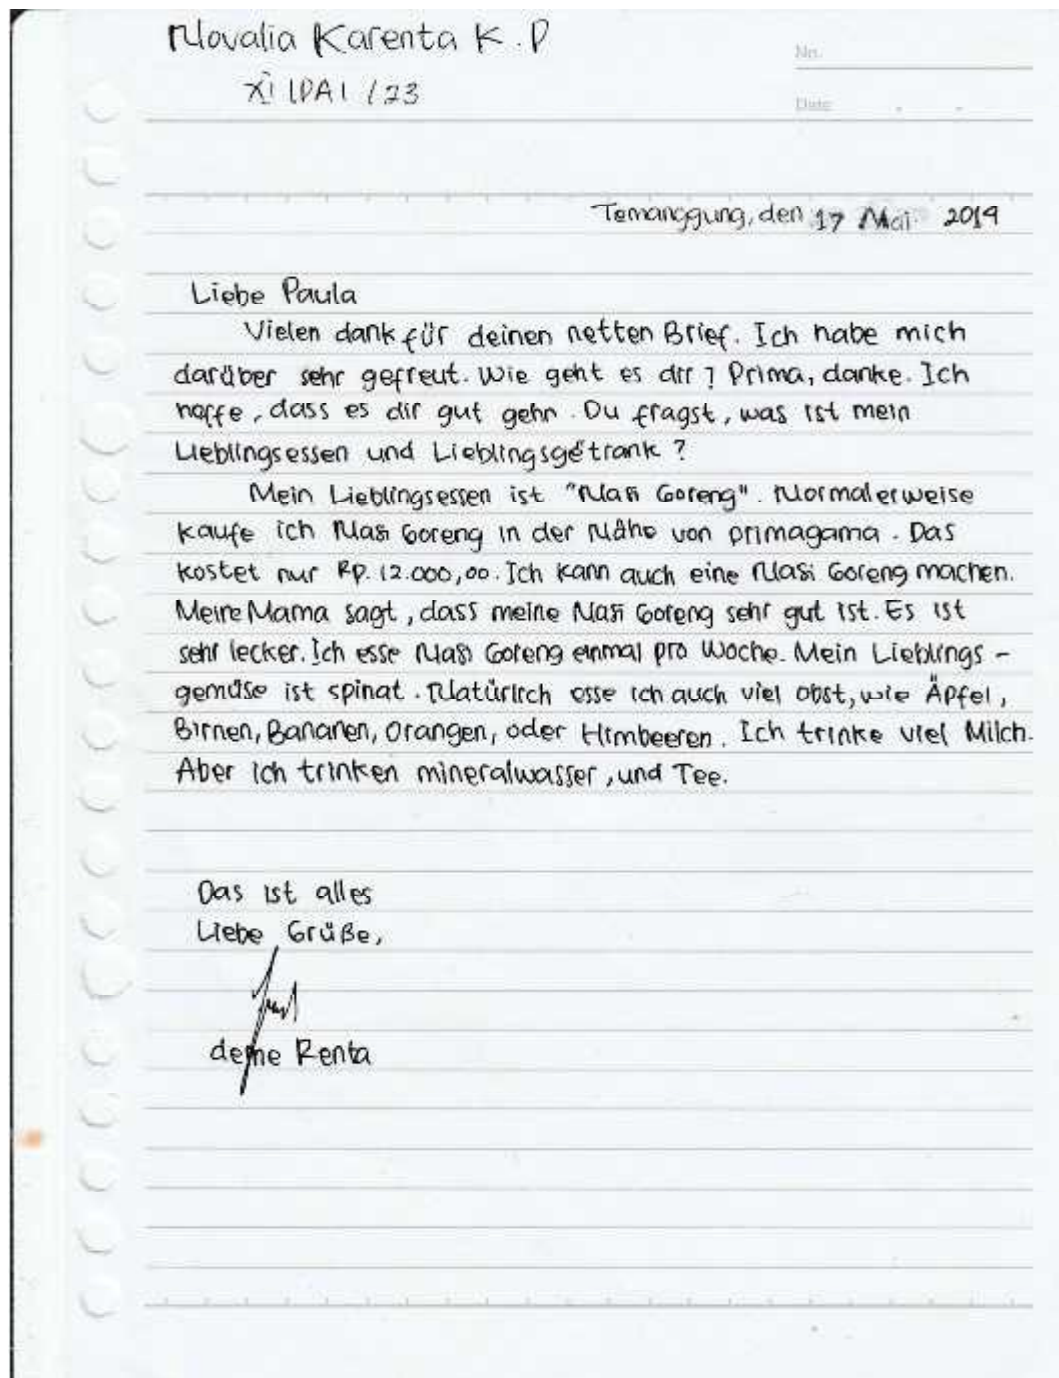 Novalia Karenta K.P
XI IPA1 / 23
No.
Date
Temanggung, den 17 Mai 2019
Liebe Paula
Vielen dank für deinen netten Brief. Ich habe mich
darüber sehr gefreut. Wie geht es dir? Prima, danke. Ich
hoffe, dass es dir gut gehn. Du fragst, was ist mein
Lieblingsessen und Lieblingsgetrank?
Mein Lieblingsessen ist "Nasi Goreng". Normalerweise
kaufe ich Nasi Goreng in der Nähe von primagama. Das
kostet nur Rp. 12.000,00. Ich kann auch eine Nasi Goreng machen.
Meine Mama sagt, dass meine Nasi Goreng sehr gut ist. Es ist
sehr lecker. Ich esse Nasi Goreng einmal pro Woche. Mein Lieblings-
gemüse ist spinat. Natürlich esse ich auch viel obst, wie Äpfel,
Birnen, Bananen, Orangen, oder Himbeeren. Ich trinke viel Milch.
Aber ich trinken mineralwasser, und Tee.
Das ist alles
Liebe Grüße,
deine Renta